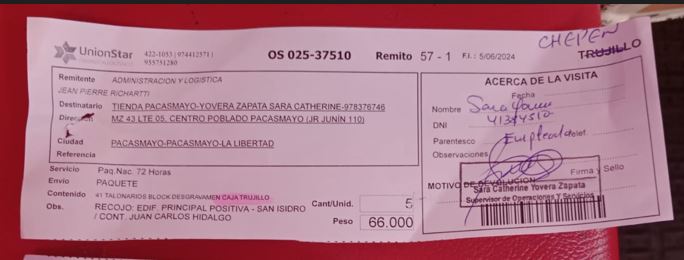 UnionStar
422-1053 | 974412571 |
955751280
OS 025-37510
Remito 57 - 1
F.I.: 5/06/2024
CHEPEN
TRUJILLO
Remitente ADMINISTRACION Y LOGISTICA
JEAN PIERRE RICHARTTI
Destinatario TIENDA PACASMAYO-YOVERA ZAPATA SARA CATHERINE-978376746
Dirección MZ 43 LTE 05. CENTRO POBLADO PACASMAYO (JR JUNÍN 110)
Ciudad PACASMAYO-PACASMAYO-LA LIBERTAD
Referencia
Servicio Paq.Nac. 72 Horas
Envío PAQUETE
Contenido 41 TALONARIOS BLOCK DESGRAVAMEN CAJA TRUJILLO
Obs. RECOJO: EDIF. PRINCIPAL POSITIVA - SAN ISIDRO
/ CONT. JUAN CARLOS HIDALGO
Cant/Unid. 5
Peso 66.000
ACERCA DE LA VISITA
Fecha
Nombre Sara
DNI
Parentesco Empleado
Observaciones
Firma y Sello
MOTIVO DE DEVOLUCION
Sara Catherine Yovera Zapata
Supervisor de Operaciones y Servicios